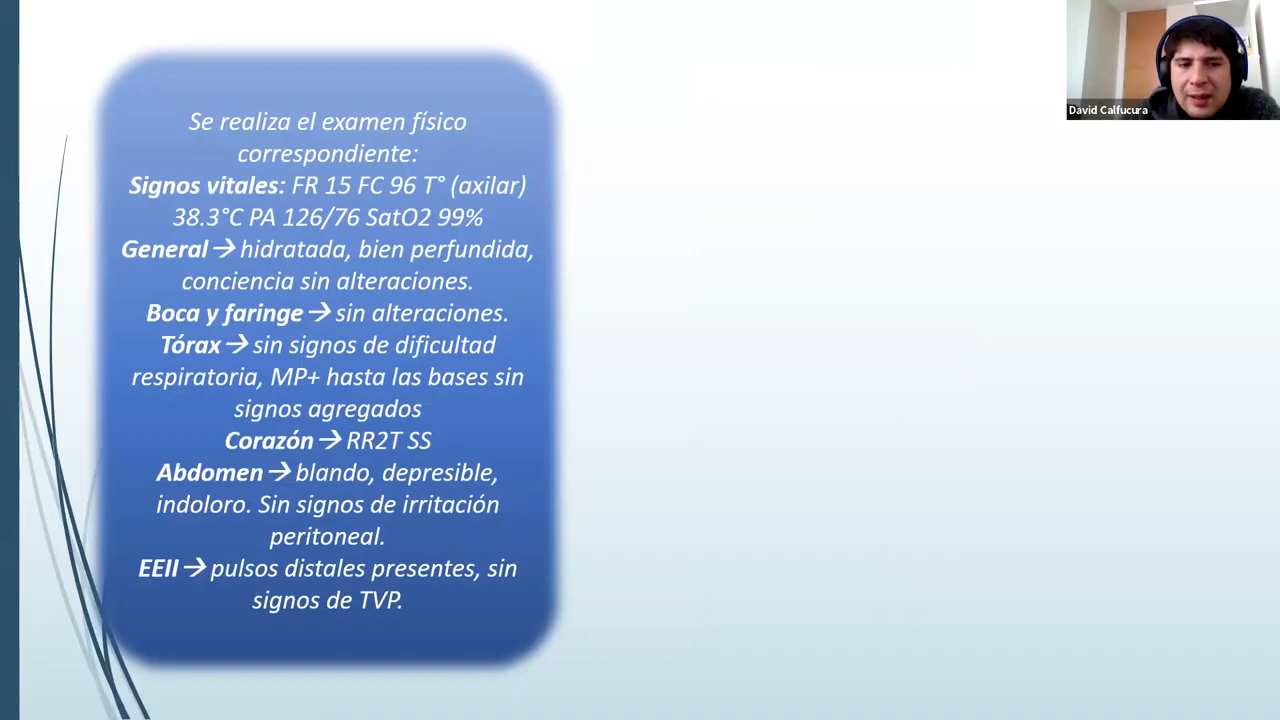 Se realiza el examen físico
correspondiente:
Signos vitales: FR 15 FC 96 T° (axilar)
38.3°C PA 126/76 SatO2 99%
General→ hidratada, bien perfundida,
conciencia sin alteraciones.
Boca y faringe→ sin alteraciones.
Tórax→ sin signos de dificultad
respiratoria, MP+ hasta las bases sin
signos agregados
Corazón→ RR2T SS
Abdomen→ blando, depresible,
indoloro. Sin signos de irritación
peritoneal.
EEII→ pulsos distales presentes, sin
signos de TVP.
David Calfucura